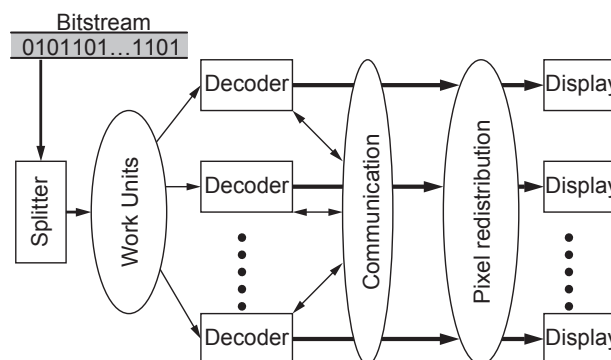 Bitstream
0101101...1101
Splitter
Work Units
Decoder
Decoder
Decoder
Communication
Pixel redistribution
Display
Display
Display